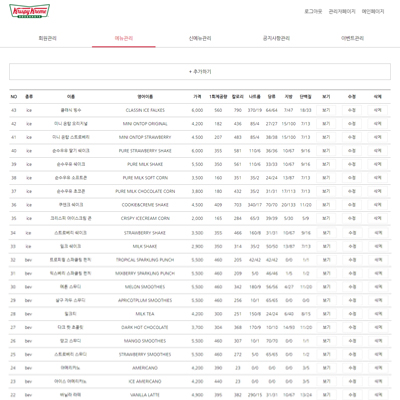 Krispy Kreme
DOUGHNUTS
로그아웃 관리자페이지 메인페이지
회원관리 메뉴관리 신메뉴관리 공지사항관리 이벤트관리
+ 추가하기
NO 종류 이름 영어이름 가격 1회제공량 칼로리 나트륨 당류 지방 단백질 보기 수정 삭제
43 ice 클래식 빙수 CLASSIN ICE FALKES 6,000 560 790 370/19 64/64 7/47 18/33 보기 수정 삭제
42 ice 미니 온탑 오리지널 MINI ONTOP ORIGINAL 4,200 182 436 85/4 27/27 15/100 7/13 보기 수정 삭제
41 ice 미니 온탑 스트로베리 MINI ONTOP STRAWBERRY 4,500 207 483 85/4 38/38 15/100 7/13 보기 수정 삭제
40 ice 순수우유 딸기 쉐이크 PURE STRAWBERRY SHAKE 6,000 355 581 110/6 30/56 10/67 9/16 보기 수정 삭제
39 ice 순수우유 쉐이크 PURE MILK SHAKE 5,500 350 561 110/6 33/33 10/67 9/16 보기 수정 삭제
38 ice 순수우유 소프트콘 PURE MILK SOFT CORN 3,500 160 351 35/2 24/24 13/87 7/13 보기 수정 삭제
37 ice 순수우유 초코콘 PURE MILK CHOCOLATE CORN 3,800 180 432 35/2 31/31 17/113 7/13 보기 수정 삭제
36 ice 쿠앤크 쉐이크 COOKIE&CREME SHAKE 4,500 409 703 340/17 70/70 20/133 11/20 보기 수정 삭제
35 ice 크리스피 아이스크림 콘 CRISPY ICECREAM CORN 2,000 165 284 65/3 39/39 5/30 5/9 보기 수정 삭제
34 ice 스트로베리 쉐이크 STRAWBERRY SHAKE 3,500 355 466 160/8 31/31 10/67 9/16 보기 수정 삭제
33 ice 밀크 쉐이크 MILK SHAKE 2,900 350 314 35/3 50/50 13/87 7/13 보기 수정 삭제
32 bev 트로피컬 스파클링 펀치 TROPICAL SPARKLING PUNCH 5,500 460 205 42/42 42/42 0/0 1/1 보기 수정 삭제
31 bev 믹스베리 스파클링 펀치 MIXBERRY SPARKLING PUNCH 5,500 460 209 5/0 46/46 1/5 1/2 보기 수정 삭제
30 bev 메론 스무디 MELON SMOOTHIES 5,500 460 342 180/9 56/56 4/27 11/20 보기 수정 삭제
29 bev 살구 자두 스무디 APRICOTPLUM SMOOTHIES 5,500 460 256 10/1 65/65 0/0 0/0 보기 수정 삭제
28 bev 밀크티 MILK TEA 4,200 300 251 150/8 24/24 6/40 8/15 보기 수정 삭제
27 bev 다크 핫 초콜릿 DARK HOT CHOCOLATE 3,700 304 368 170/9 10/10 14/93 11/20 보기 수정 삭제
26 bev 망고 스무디 MANGO SMOOTHIES 5,500 460 307 10/1 70/70 0/0 1/1 보기 수정 삭제
25 bev 스트로베리 스무디 STRAWBERRY SMOOTHIES 5,500 460 272 5/0 65/65 0/0 1/2 보기 수정 삭제
24 bev 아메리카노 AMERICANO 4,200 390 23 0/0 0/0 0/0 3/5 보기 수정 삭제
23 bev 아이스 아메리카노 ICE AMERICANO 4,200 440 23 0/0 0/0 0/0 3/5 보기 수정 삭제
22 bev 바닐라 라떼 VANILLA LATTE 4,900 395 382 290/15 31/31 10/67 13/24 보기 수정 삭제